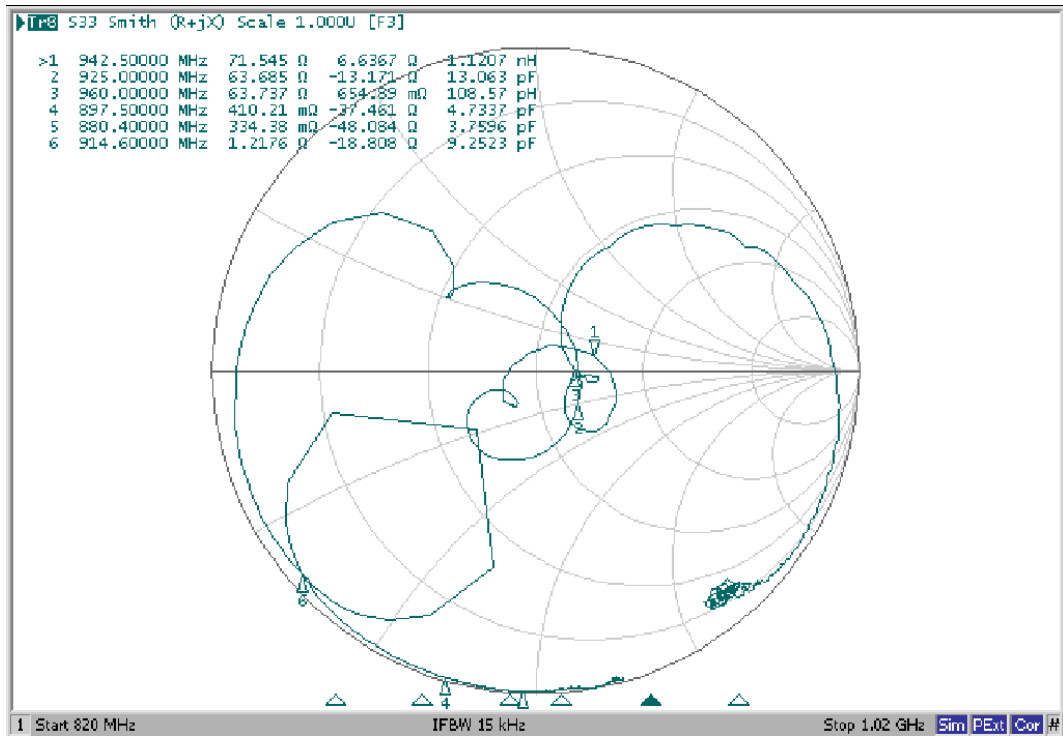 Tr8 S33 Smith (R+jX) Scale 1.000U [F3]
>1 942.50000 MHz 71.545 Ω 6.6367 Ω 1.1207 nH
2 925.00000 MHz 63.685 Ω -13.171 Ω 13.063 pF
3 960.00000 MHz 63.737 Ω 654.89 mΩ 108.57 pH
4 897.50000 MHz 410.21 mΩ -37.461 Ω 4.7337 pF
5 880.40000 MHz 334.38 mΩ -48.084 Ω 3.7596 pF
6 914.60000 MHz 1.2176 Ω -18.808 Ω 9.2523 pF
1
3
2
6
4
1 Start 820 MHz IFBW 15 kHz Stop 1.02 GHz Sim PExt Cor #